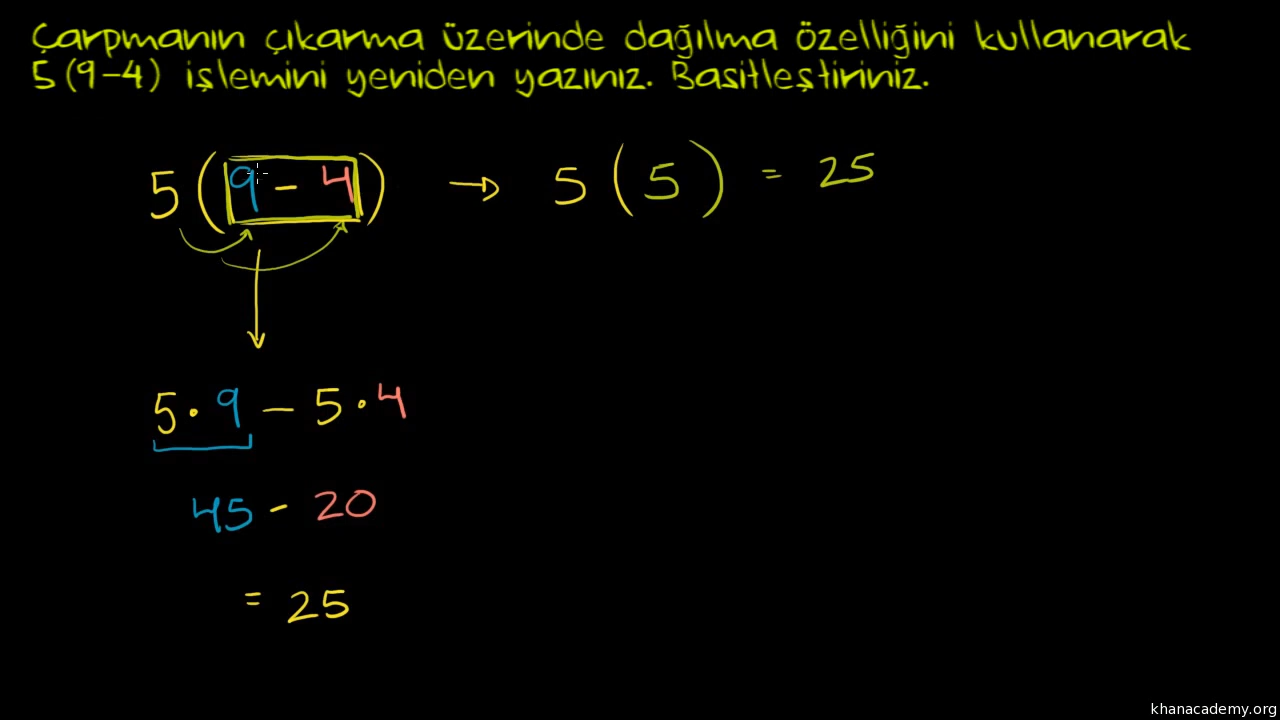 Çarpmanın çıkarma üzerinde dağılma özelliğini kullanarak
5(9-4) işlemini yeniden yazınız. Basitleştiriniz.
5(9-4) → 5(5) = 25
5·9 - 5·4
45 - 20
= 25
khanacademy.org